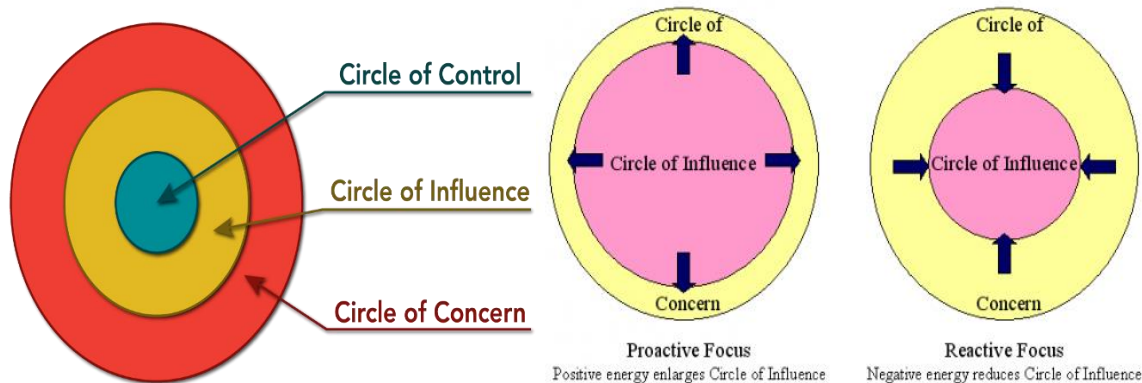 Circle of Control
Circle of Influence
Circle of Concern
Circle of
Circle of Influence
Concern
Proactive Focus
Positive energy enlarges Circle of Influence
Circle of
Circle of Influence
Concern
Reactive Focus
Negative energy reduces Circle of Influence